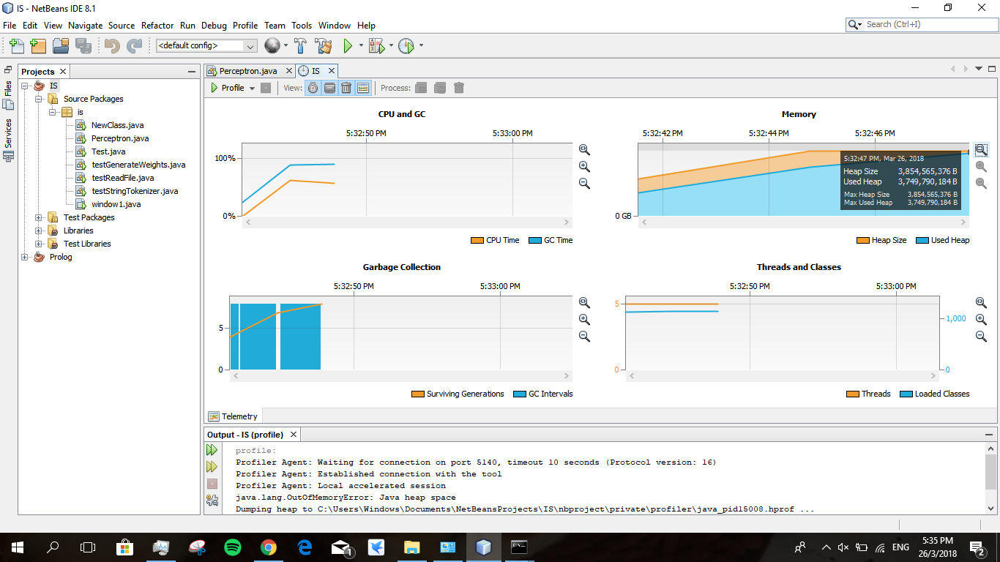 IS - NetBeans IDE 8.1
File Edit View Navigate Source Refactor Run Debug Profile Team Tools Window Help
Search (Ctrl+I)
<default config>
Files
Services
Projects
IS
Source Packages
is
NewClass.java
Perceptron.java
Test.java
testGenerateWeights.java
testReadFile.java
testStringTokenizer.java
window1.java
Test Packages
Libraries
Test Libraries
Prolog
Perceptron.java IS
Profile View: Process:
CPU and GC
5:32:50 PM 5:33:00 PM
100%
0%
CPU Time GC Time
Memory
5:32:42 PM 5:32:44 PM 5:32:46 PM
5:32:47 PM, Mar 26, 2018
Heap Size 3,854,565,376 B
Used Heap 3,749,790,184 B
Max Heap Size 3,854,565,376 B
Max Used Heap 3,749,790,184 B
0 GB
Heap Size Used Heap
Garbage Collection
5:32:50 PM 5:33:00 PM
5
0
Surviving Generations GC Intervals
Threads and Classes
5:32:50 PM 5:33:00 PM
5 1,000
0 0
Threads Loaded Classes
Telemetry
Output - IS (profile)
profile:
Profiler Agent: Waiting for connection on port 5140, timeout 10 seconds (Protocol version: 16)
Profiler Agent: Established connection with the tool
Profiler Agent: Local accelerated session
java.lang.OutOfMemoryError: Java heap space
Dumping heap to C:\Users\Windows\Documents\NetBeansProjects\IS\nbproject\private\profiler\java_pid15008.hprof ...
1
ENG
5:35 PM
26/3/2018
2